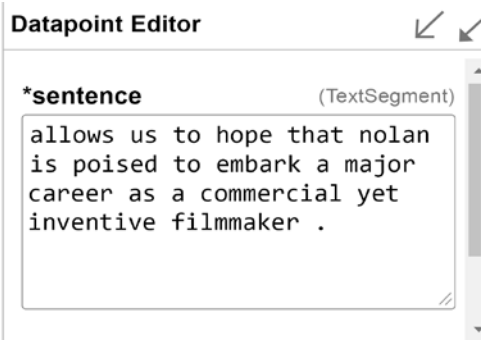 Datapoint Editor
*sentence (TextSegment)
allows us to hope that nolan
is poised to embark a major
career as a commercial yet
inventive filmmaker .